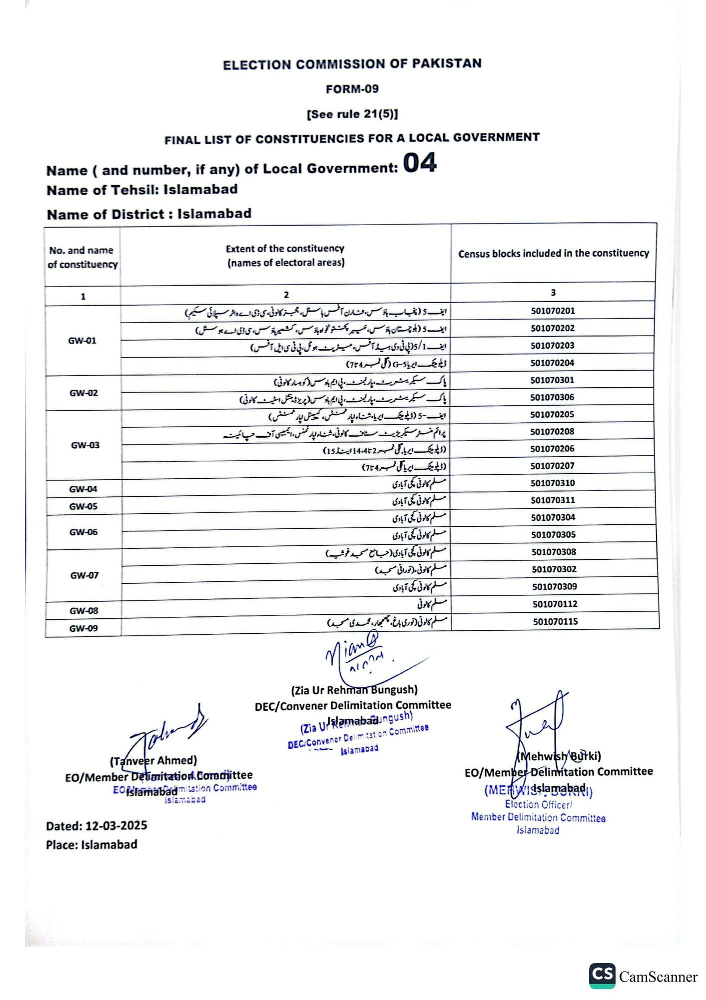 ELECTION COMMISSION OF PAKISTAN
FORM-09
[See rule 21(5)]
FINAL LIST OF CONSTITUENCIES FOR A LOCAL GOVERNMENT
Name ( and number, if any) of Local Government: 04
Name of Tehsil: Islamabad
Name of District : Islamabad
No. and name of constituency Extent of the constituency (names of electoral areas) Census blocks included in the constituency
1 2 3
GW-01 ایف 5 (پنجاب ہاؤس، فارن آفس ہاسٹل، ججز کالونی، سی ڈی اے واٹر سپلائی سکیم) 501070201
ایف 5 (بلوچستان ہاؤس، خیبر پختونخواہ ہاؤس، کشمیر ہاؤس، سی ڈی اے ہوسٹل) 501070202
ایف 5/1 (پی ٹی وی ہیڈ آفس، میریٹ ہوٹل، پی ٹی سی ایل آفس) 501070203
ڈپلومیٹک ایریا G-5 (گلی نمبر 4 تا 7) 501070204
GW-02 پاک سیکریٹریٹ، پارلیمنٹ، پی ایم ہاوس (کوہسار کالونی) 501070301
پاک سیکریٹریٹ، پارلیمنٹ، پی ایم ہاوس (پریزڈینشل اسٹیٹ کالونی) 501070306
GW-03 ایف -5 (ڈپلومیٹک ایریا، شاہ اپارٹمنٹس، کیپیٹل اپارٹمنٹس) 501070205
پرائم منسٹر سیکریٹریٹ سٹاف کالونی، شاہ اپارٹمنٹس، ایمبیسی آف چائینہ 501070208
(ڈپلومیٹک ایریا، گلی نمبر 2 تا 4، 14 اینڈ 15) 501070206
(ڈپلومیٹک ایریا گلی نمبر 4 تا 7) 501070207
GW-04 مسلم کالونی کچی آبادی 501070310
GW-05 مسلم کالونی کچی آبادی 501070311
GW-06 مسلم کالونی کچی آبادی 501070304
مسلم کالونی کچی آبادی 501070305
GW-07 مسلم کالونی کچی آبادی (جامع مسجد غوثیہ) 501070308
مسلم کالونی، (نورانی مسجد) 501070302
مسلم کالونی کچی آبادی 501070309
GW-08 مسلم کالونی 501070112
GW-09 مسلم کالونی (نوری باغ، محمدی مسجد) 501070115
(Zia Ur Rehman Bungush)
DEC/Convener Delimitation Committee
Islamabad
(Zia Ur Rehman Bungush)
DEC/Convener Delimitation Committee
Islamabad
(Tanveer Ahmed)
EO/Member Delimitation Committee
Islamabad
(Tanveer Ahmed)
EO/Member Delimitation Committee
Islamabad
(Mehwish Burki)
EO/Member Delimitation Committee
Islamabad
(MEHWISH BURKI)
Election Officer/
Member Delimitation Committee
Islamabad
Dated: 12-03-2025
Place: Islamabad
CS CamScanner